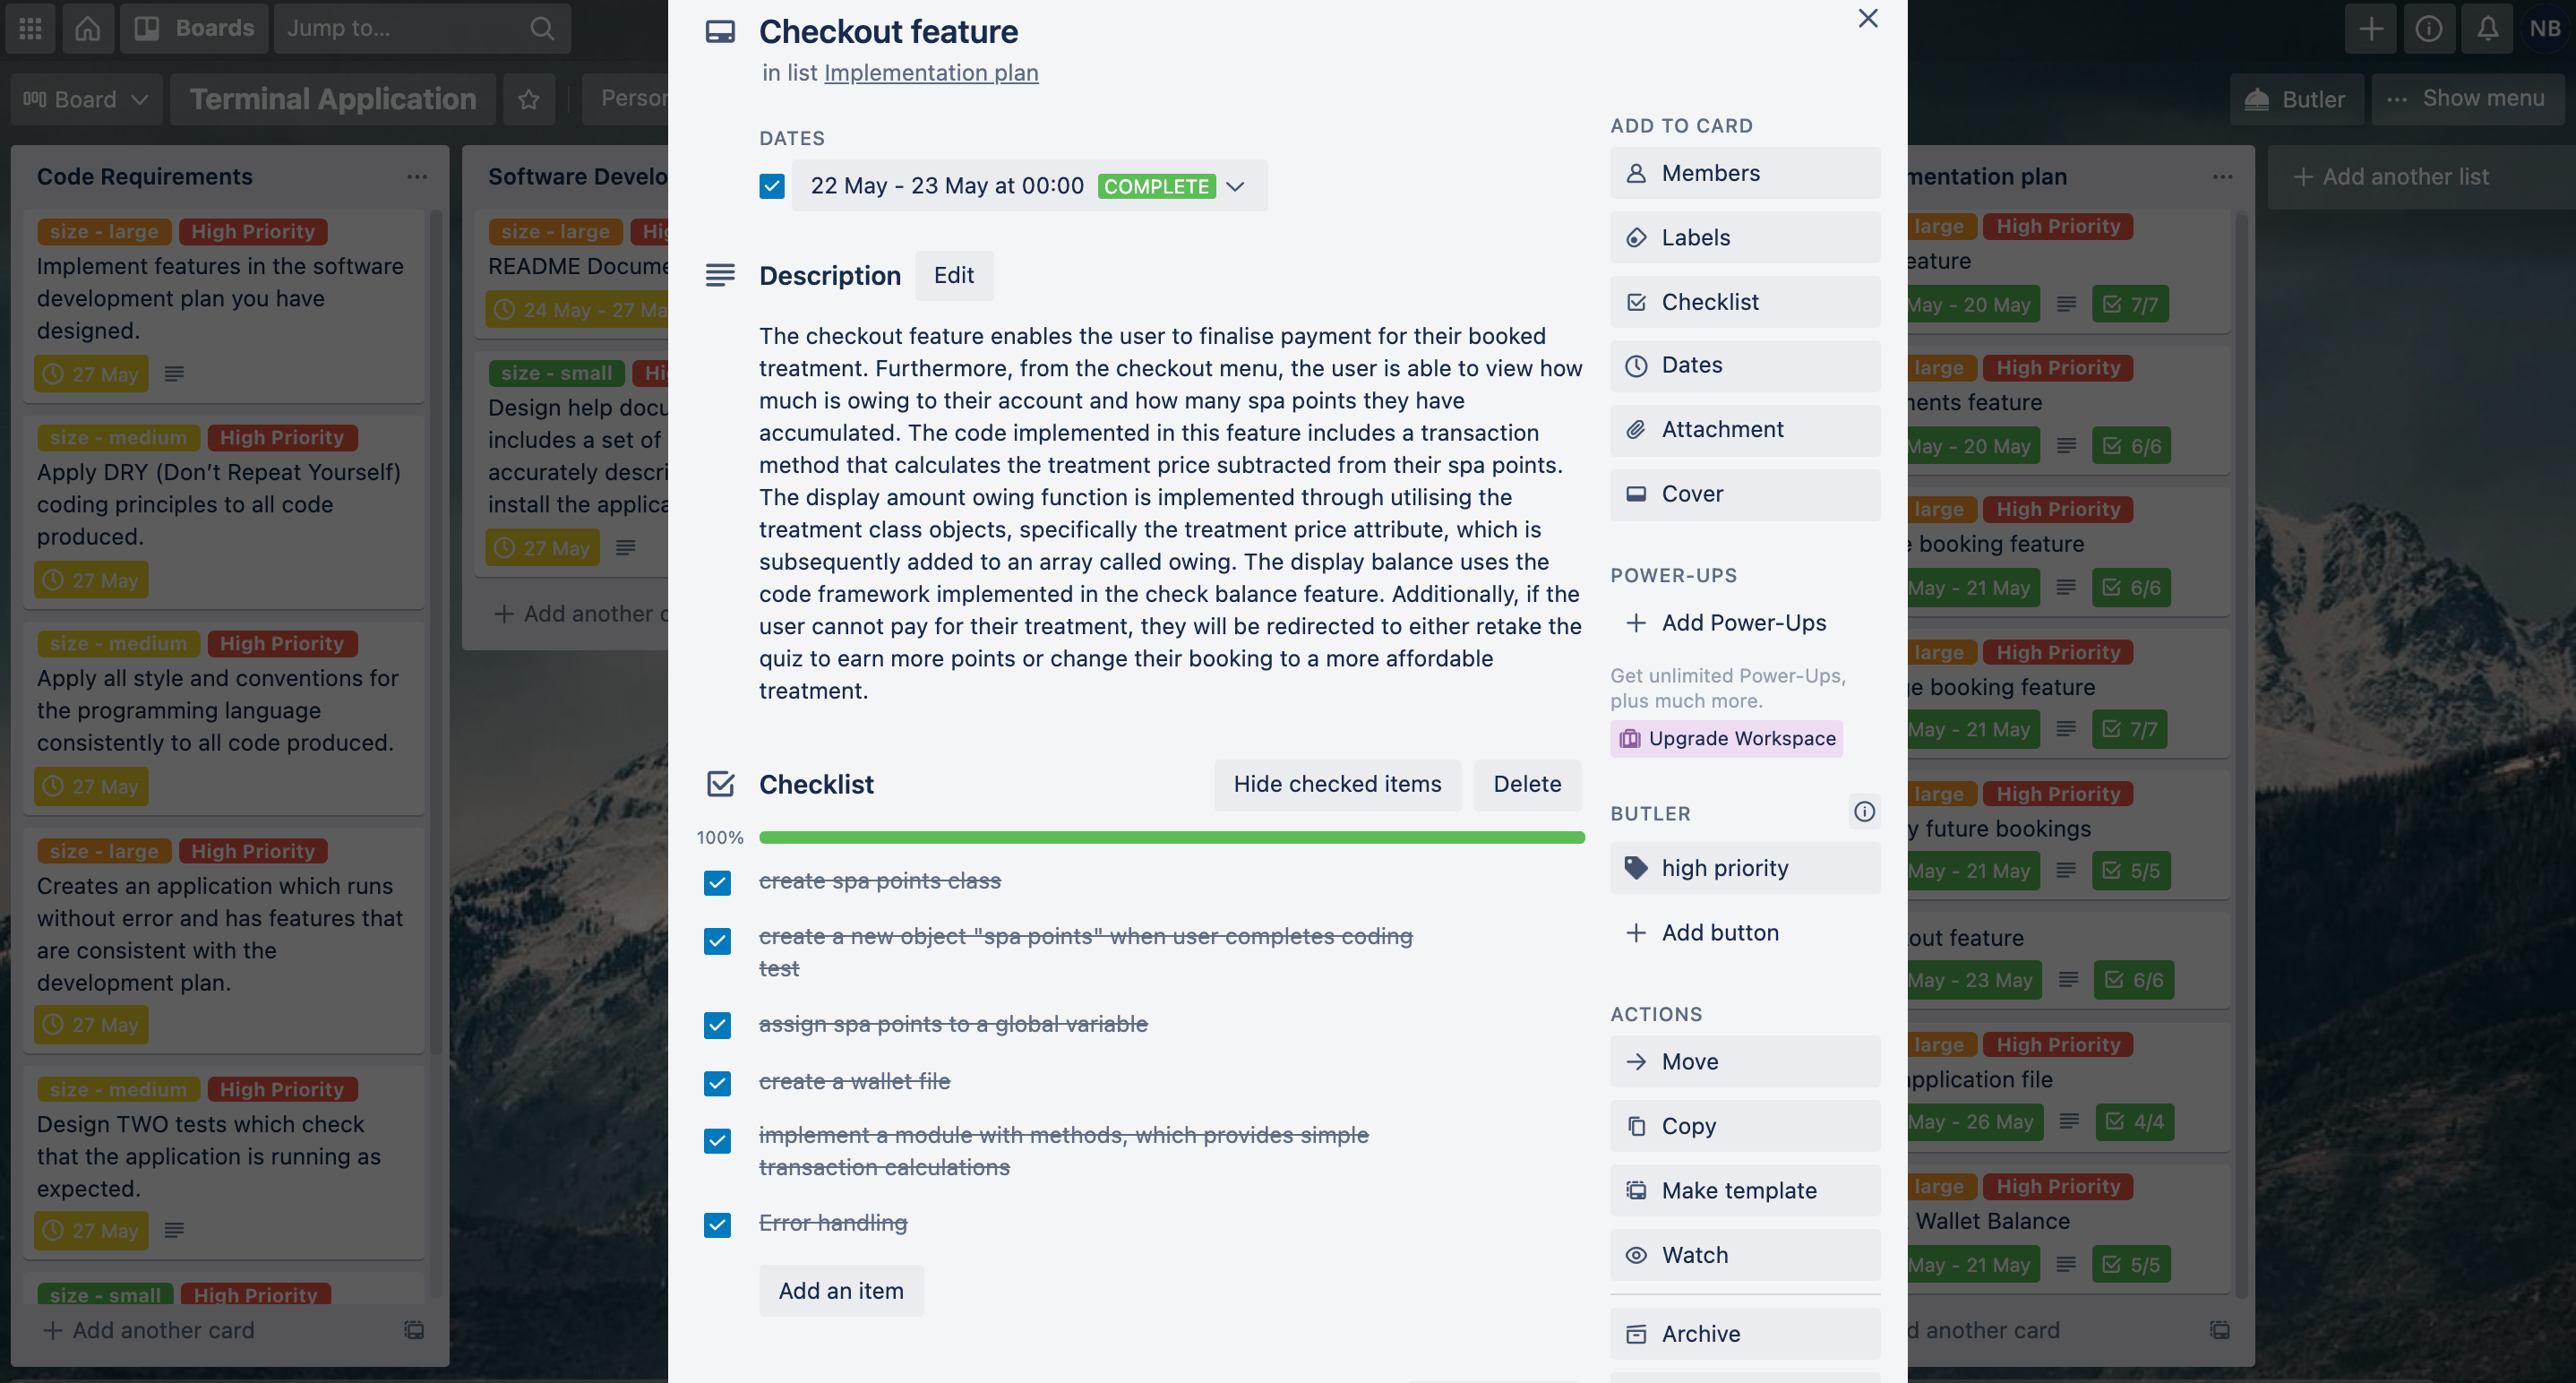 Boards
Jump to...
NB
Board
Terminal Application
Butler
Show menu
Code Requirements
size - large High Priority
Implement features in the software
development plan you have
designed.
27 May
size - medium High Priority
Apply DRY (Don’t Repeat Yourself)
coding principles to all code
produced.
27 May
size - medium High Priority
Apply all style and conventions for
the programming language
consistently to all code produced.
27 May
size - large High Priority
Creates an application which runs
without error and has features that
are consistent with the
development plan.
27 May
size - medium High Priority
Design TWO tests which check
that the application is running as
expected.
27 May
size - small High Priority
Add another card
Software
size - large
README
24 May - 27
size - small
Design help
includes a set of
accurately
install the
27 May
Add another
Checkout feature
in list Implementation plan
DATES
22 May - 23 May at 00:00 COMPLETE
Description Edit
The checkout feature enables the user to finalise payment for their booked
treatment. Furthermore, from the checkout menu, the user is able to view how
much is owing to their account and how many spa points they have
accumulated. The code implemented in this feature includes a transaction
method that calculates the treatment price subtracted from their spa points.
The display amount owing function is implemented through utilising the
treatment class objects, specifically the treatment price attribute, which is
subsequently added to an array called owing. The display balance uses the
code framework implemented in the check balance feature. Additionally, if the
user cannot pay for their treatment, they will be redirected to either retake the
quiz to earn more points or change their booking to a more affordable
treatment.
Checklist Hide checked items Delete
100%
create spa points class
create a new object "spa points" when user completes coding
test
assign spa points to a global variable
create a wallet file
implement a module with methods, which provides simple
transaction calculations
Error handling
Add an item
ADD TO CARD
Members
Labels
Checklist
Dates
Attachment
Cover
POWER-UPS
Add Power-Ups
Get unlimited Power-Ups,
plus much more.
Upgrade Workspace
BUTLER
high priority
Add button
ACTIONS
Move
Copy
Make template
Watch
Archive
plan
large High Priority
May - 20 May 7/7
large High Priority
feature
May - 20 May 6/6
large High Priority
booking feature
May - 21 May 6/6
large High Priority
booking feature
May - 21 May 7/7
large High Priority
future bookings
May - 21 May 5/5
feature
May - 23 May 6/6
large High Priority
file
May - 26 May 4/4
large High Priority
Wallet Balance
May - 21 May 5/5
another card
Add another list